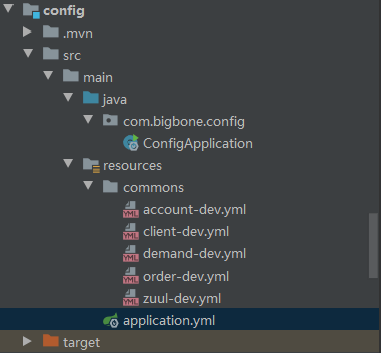 config
.mvn
src
main
java
com.bigbone.config
ConfigApplication
resources
commons
account-dev.yml
client-dev.yml
demand-dev.yml
order-dev.yml
zuul-dev.yml
application.yml
target